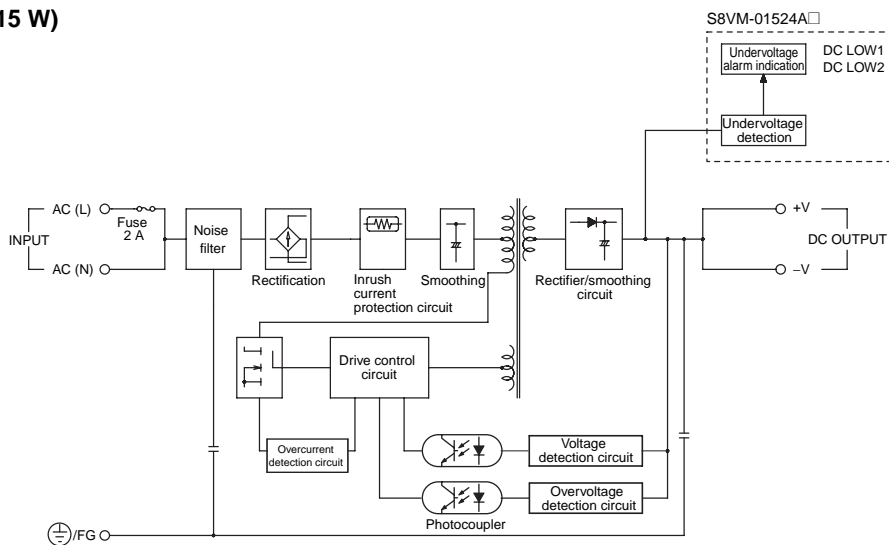 15 W)
S8VM-01524A□
Undervoltage
alarm indication
DC LOW1
DC LOW2
Undervoltage
detection
INPUT
AC (L)
Fuse
2 A
AC (N)
Noise
filter
Rectification
Inrush
current
protection circuit
Smoothing
Rectifier/smoothing
circuit
+V
DC OUTPUT
–V
Drive control
circuit
Overcurrent
detection circuit
Voltage
detection circuit
Overvoltage
detection circuit
Photocoupler
/FG